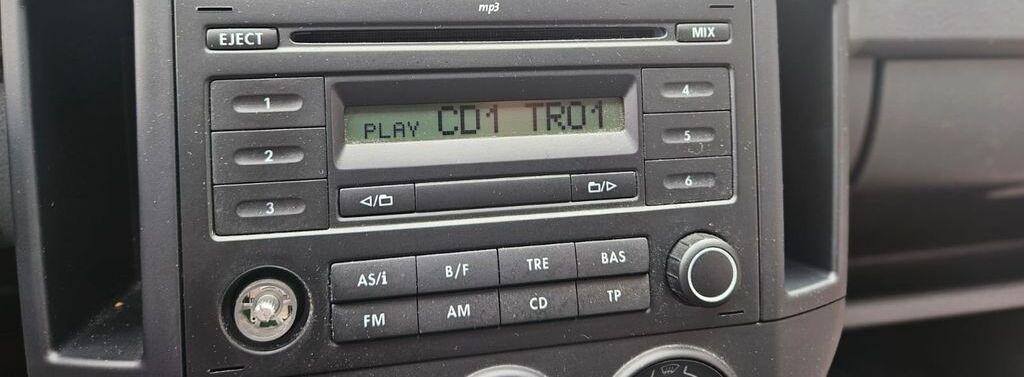 mp3
EJECT
MIX
1
2
3
PLAY CD1 TR01
4
5
6
AS/i B/F TRE BAS
FM AM CD TP